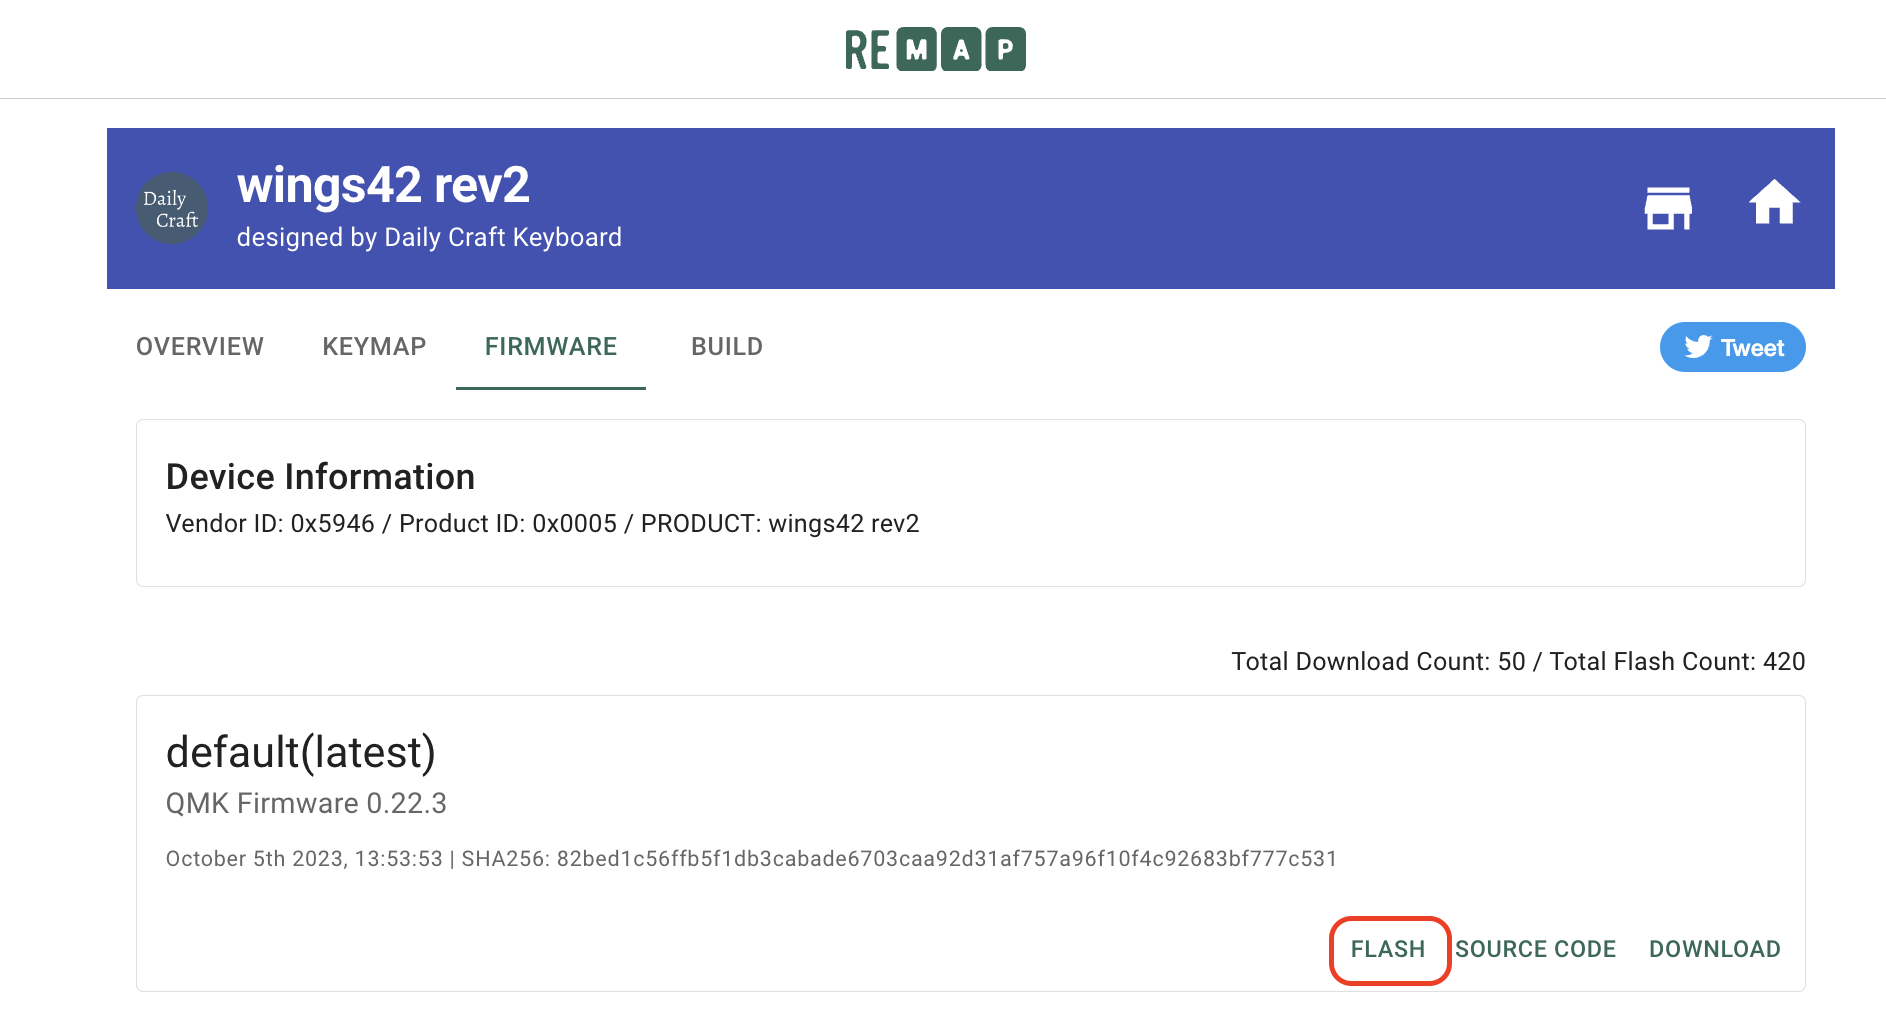 REMAP
Daily
Craft
wings42 rev2
designed by Daily Craft Keyboard
OVERVIEW KEYMAP FIRMWARE BUILD Tweet
Device Information
Vendor ID: 0x5946 / Product ID: 0x0005 / PRODUCT: wings42 rev2
Total Download Count: 50 / Total Flash Count: 420
default(latest)
QMK Firmware 0.22.3
October 5th 2023, 13:53:53 | SHA256: 82bed1c56ffb5f1db3cabade6703caa92d31af757a96f10f4c92683bf777c531
FLASH SOURCE CODE DOWNLOAD